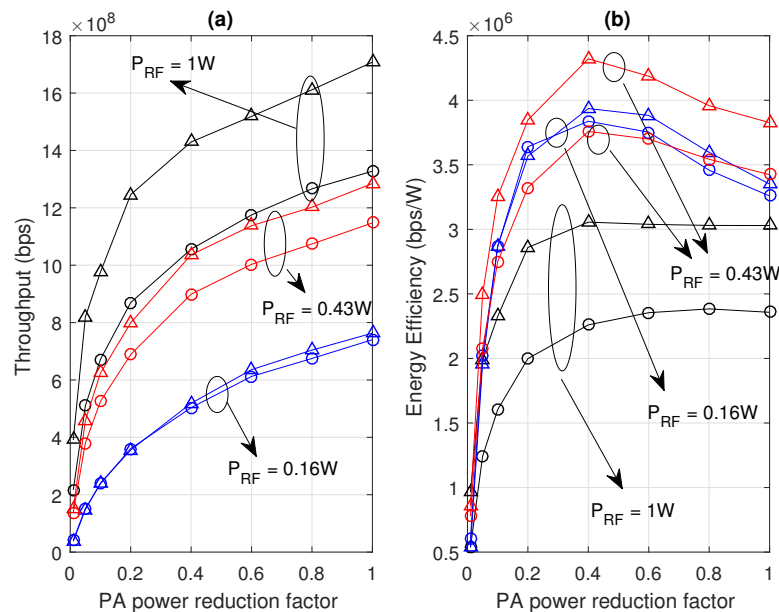 (a)
×10^8
18
16
14
12
10
8
6
4
2
0
Throughput (bps)
P_RF = 1W
P_RF = 0.43W
P_RF = 0.16W
0 0.2 0.4 0.6 0.8 1
PA power reduction factor
(b)
×10^6
4.5
4
3.5
3
2.5
2
1.5
1
0.5
Energy Efficiency (bps/W)
P_RF = 0.43W
P_RF = 0.16W
P_RF = 1W
0 0.2 0.4 0.6 0.8 1
PA power reduction factor